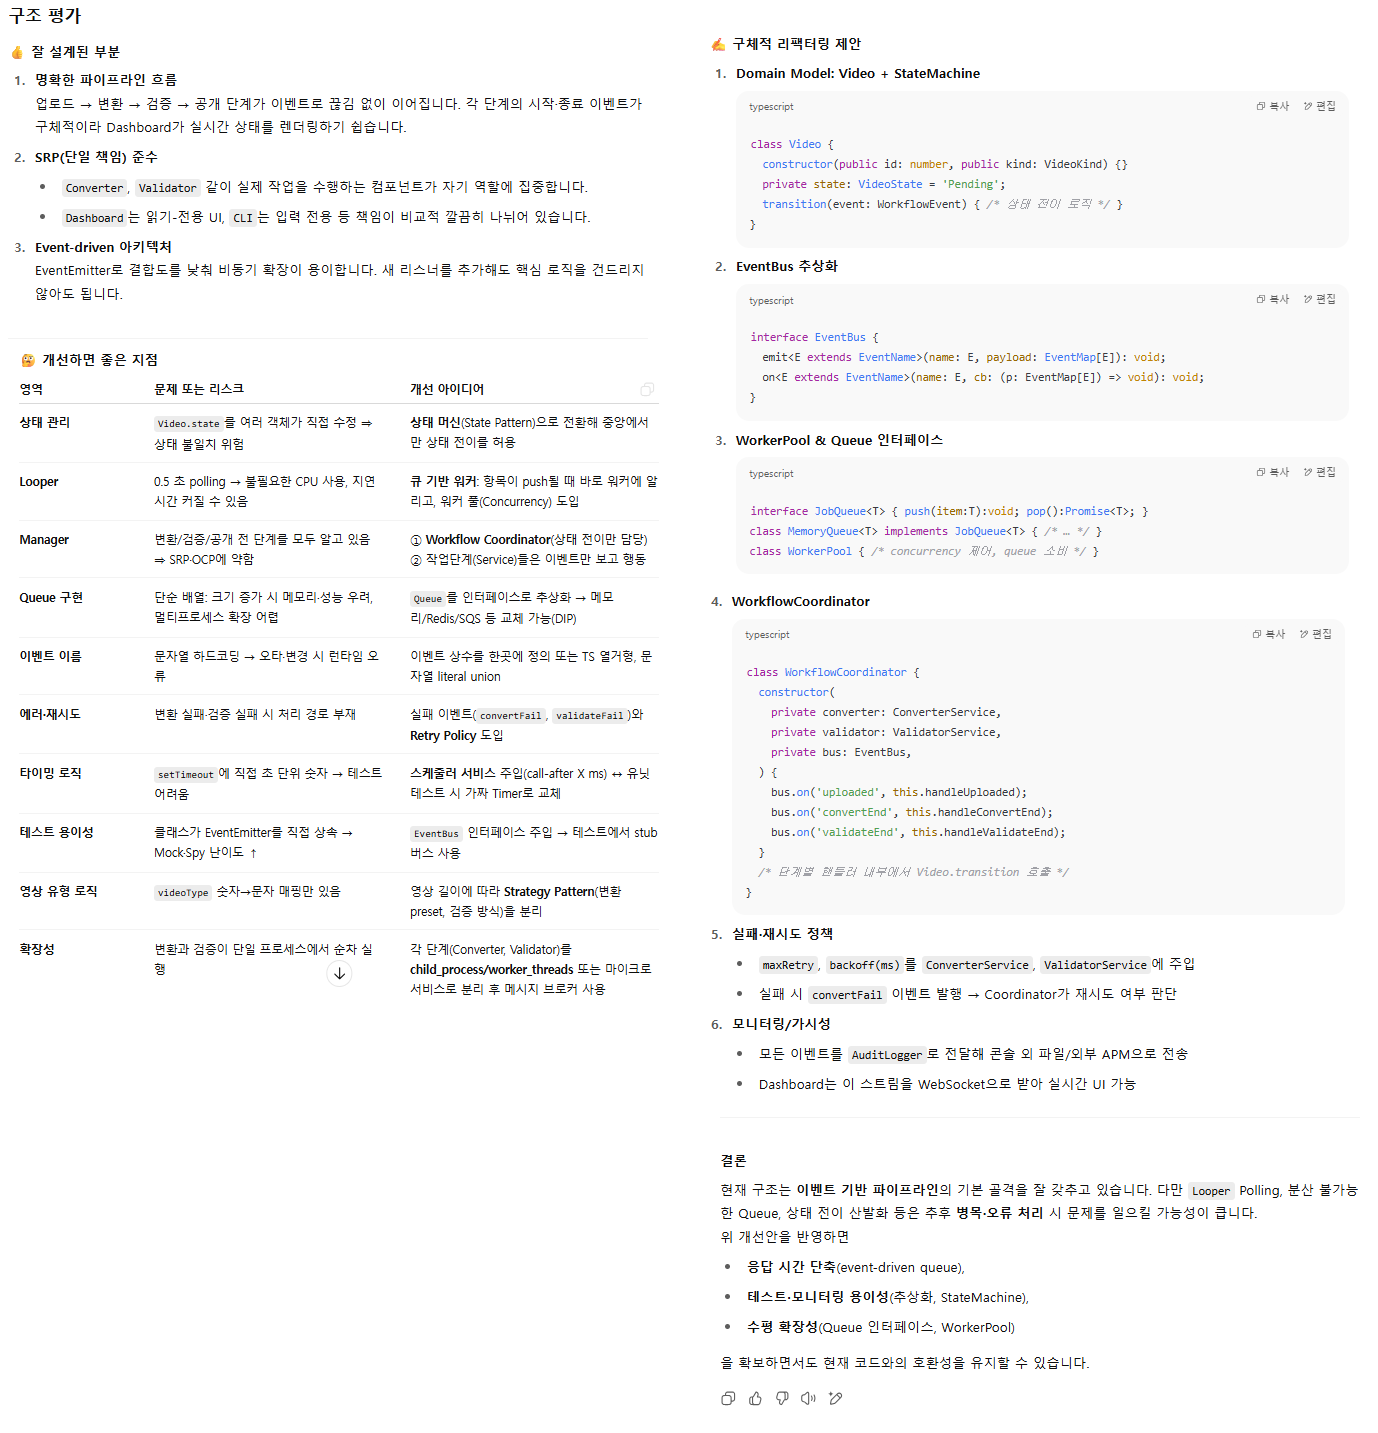 구조 평가
👍 잘 설계된 부분
1. 명확한 파이프라인 흐름
업로드 → 변환 → 검증 → 공개 단계가 이벤트로 끊김 없이 이어집니다. 각 단계의 시작·종료 이벤트가
구체적이라 Dashboard가 실시간 상태를 렌더링하기 쉽습니다.
2. SRP(단일 책임) 준수
• Converter, Validator 같이 실제 작업을 수행하는 컴포넌트가 자기 역할에 집중합니다.
• Dashboard는 읽기-전용 UI, CLI는 입력 전용 등 책임이 비교적 깔끔히 나뉘어 있습니다.
3. Event-driven 아키텍처
EventEmitter로 결합도를 낮춰 비동기 확장이 용이합니다. 새 리스너를 추가해도 핵심 로직을 건드리지
않아도 됩니다.
🤔 개선하면 좋은 지점
영역 문제 또는 리스크 개선 아이디어
상태 관리
Video.state를 여러 객체가 직접 수정 ⇒
상태 불일치 위험
상태 머신(State Pattern)으로 전환해 중앙에서
만 상태 전이를 허용
Looper
0.5 초 polling → 불필요한 CPU 사용, 지연
시간 커질 수 있음
큐 기반 워커: 항목이 push될 때 바로 워커에 알
리고, 워커 풀(Concurrency) 도입
Manager
변환/검증/공개 전 단계를 모두 알고 있음
⇒ SRP·OCP에 약함
① Workflow Coordinator(상태 전이만 담당)
② 작업단계(Service)들은 이벤트만 보고 행동
Queue 구현
단순 배열: 크기 증가 시 메모리·성능 우려,
멀티프로세스 확장 어렵
Queue를 인터페이스로 추상화 → 메모
리/Redis/SQS 등 교체 가능(DIP)
이벤트 이름
문자열 하드코딩 → 오타·변경 시 런타임 오
류
이벤트 상수를 한곳에 정의 또는 TS 열거형, 문
자열 literal union
에러·재시도
변환 실패·검증 실패 시 처리 경로 부재
실패 이벤트(convertFail, validateFail)와
Retry Policy 도입
타이밍 로직
setTimeout에 직접 초 단위 숫자 → 테스트
어려움
스케줄러 서비스 주입(call-after X ms) ↔ 유닛
테스트 시 가짜 Timer로 교체
테스트 용이성
클래스가 EventEmitter를 직접 상속 →
Mock·Spy 난이도 ↑
EventBus 인터페이스 주입 → 테스트에서 stub
버스 사용
영상 유형 로직
videoType 숫자→문자 매핑만 있음
영상 길이에 따라 Strategy Pattern(변환
preset, 검증 방식)을 분리
확장성
변환과 검증이 단일 프로세스에서 순차 실
행
각 단계(Converter, Validator)를
child_process/worker_threads 또는 마이크로
서비스로 분리 후 메시지 브로커 사용
✍️ 구체적 리팩터링 제안
1. Domain Model: Video + StateMachine
typescript 복사 편집
class Video {
constructor(public id: number, public kind: VideoKind) {}
private state: VideoState = 'Pending';
transition(event: WorkflowEvent) { /* 상태 전이 로직 */ }
}
2. EventBus 추상화
typescript 복사 편집
interface EventBus {
emit<E extends EventName>(name: E, payload: EventMap[E]): void;
on<E extends EventName>(name: E, cb: (p: EventMap[E]) => void): void;
}
3. WorkerPool & Queue 인터페이스
typescript 복사 편집
interface JobQueue<T> { push(item:T):void; pop():Promise<T>; }
class MemoryQueue<T> implements JobQueue<T> { /* … */ }
class WorkerPool { /* concurrency 제어, queue 소비 */ }
4. WorkflowCoordinator
typescript 복사 편집
class WorkflowCoordinator {
constructor(
private converter: ConverterService,
private validator: ValidatorService,
private bus: EventBus,
) {
bus.on('uploaded', this.handleUploaded);
bus.on('convertEnd', this.handleConvertEnd);
bus.on('validateEnd', this.handleValidateEnd);
}
/* 단계별 핸들러 내부에서 Video.transition 호출 */
}
5. 실패·재시도 정책
• maxRetry, backoff(ms)를 ConverterService, ValidatorService에 주입
• 실패 시 convertFail 이벤트 발행 → Coordinator가 재시도 여부 판단
6. 모니터링/가시성
• 모든 이벤트를 AuditLogger로 전달해 콘솔 외 파일/외부 APM으로 전송
• Dashboard는 이 스트림을 WebSocket으로 받아 실시간 UI 가능
결론
현재 구조는 이벤트 기반 파이프라인의 기본 골격을 잘 갖추고 있습니다. 다만 Looper Polling, 분산 불가능
한 Queue, 상태 전이 산발화 등은 추후 병목·오류 처리 시 문제를 일으킬 가능성이 큽니다.
위 개선안을 반영하면
• 응답 시간 단축(event-driven queue),
• 테스트·모니터링 용이성(추상화, StateMachine),
• 수평 확장성(Queue 인터페이스, WorkerPool)
을 확보하면서도 현재 코드와의 호환성을 유지할 수 있습니다.